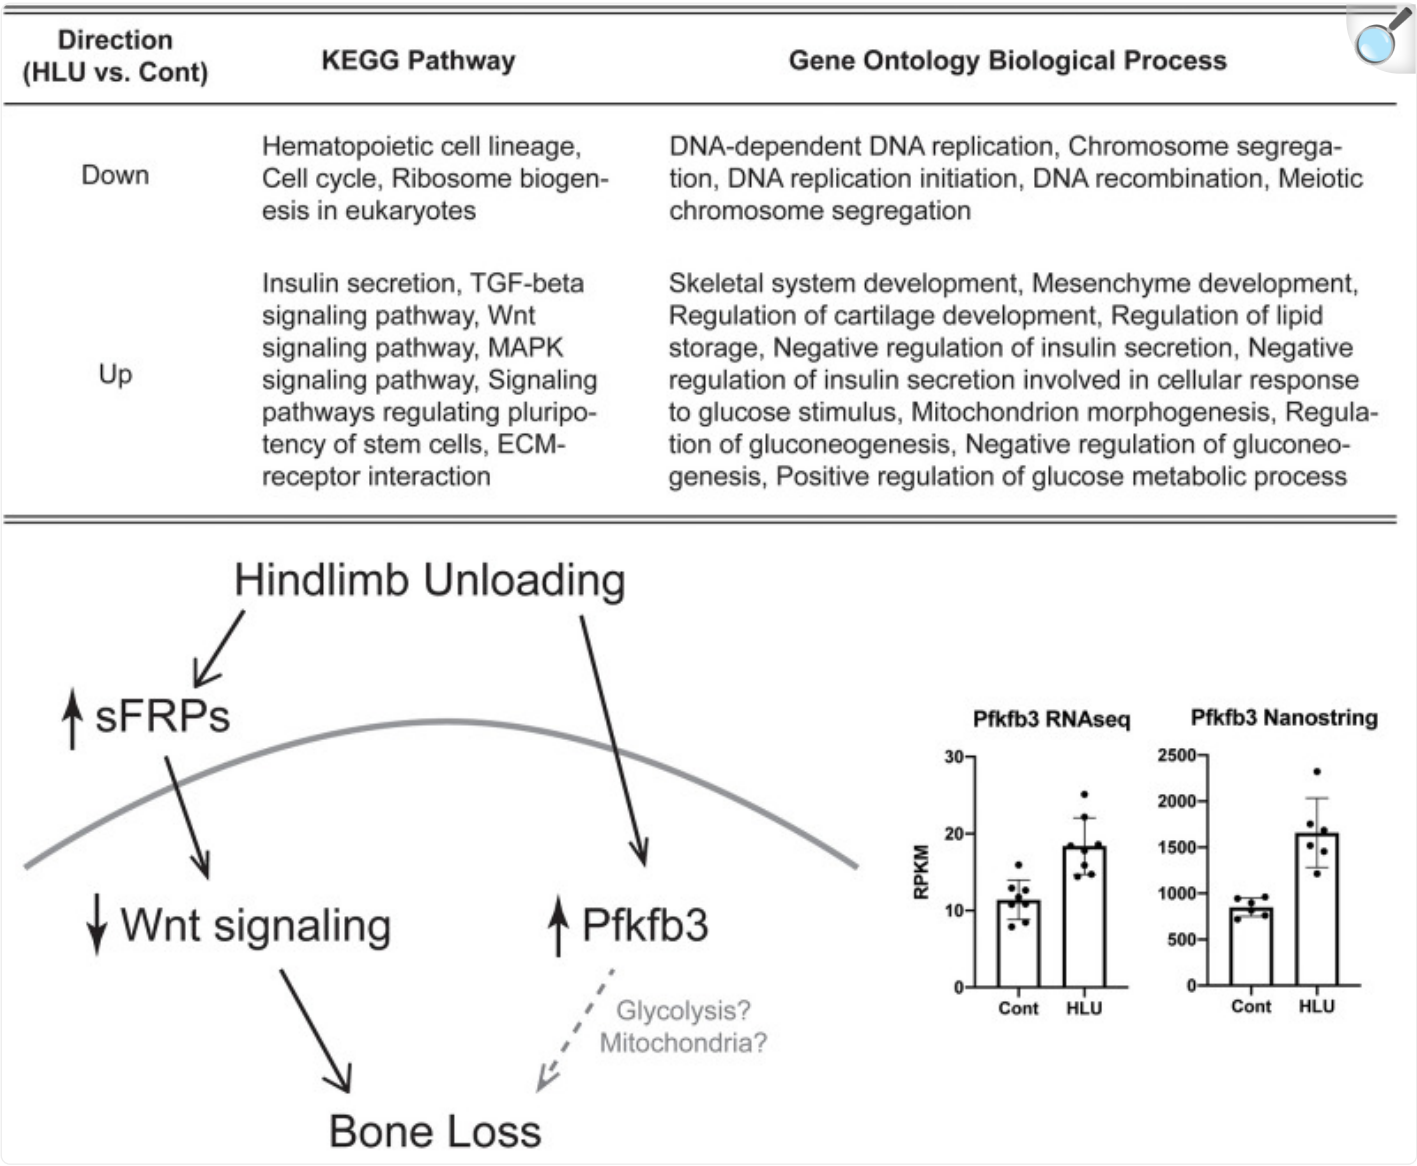 Direction
(HLU vs. Cont)
KEGG Pathway
Gene Ontology Biological Process
Down
Hematopoietic cell lineage,
Cell cycle, Ribosome biogen-
esis in eukaryotes
DNA-dependent DNA replication, Chromosome segrega-
tion, DNA replication initiation, DNA recombination, Meiotic
chromosome segregation
Up
Insulin secretion, TGF-beta
signaling pathway, Wnt
signaling pathway, MAPK
signaling pathway, Signaling
pathways regulating pluripo-
tency of stem cells, ECM-
receptor interaction
Skeletal system development, Mesenchyme development,
Regulation of cartilage development, Regulation of lipid
storage, Negative regulation of insulin secretion, Negative
regulation of insulin secretion involved in cellular response
to glucose stimulus, Mitochondrion morphogenesis, Regula-
tion of gluconeogenesis, Negative regulation of gluconeo-
genesis, Positive regulation of glucose metabolic process
Hindlimb Unloading
sFRPs
Wnt signaling
Pfkfb3
Glycolysis?
Mitochondria?
Bone Loss
Pfkfb3 RNAseq
RPKM
30
20
10
0
Cont HLU
Pfkfb3 Nanostring
2500
2000
1500
1000
500
0
Cont HLU